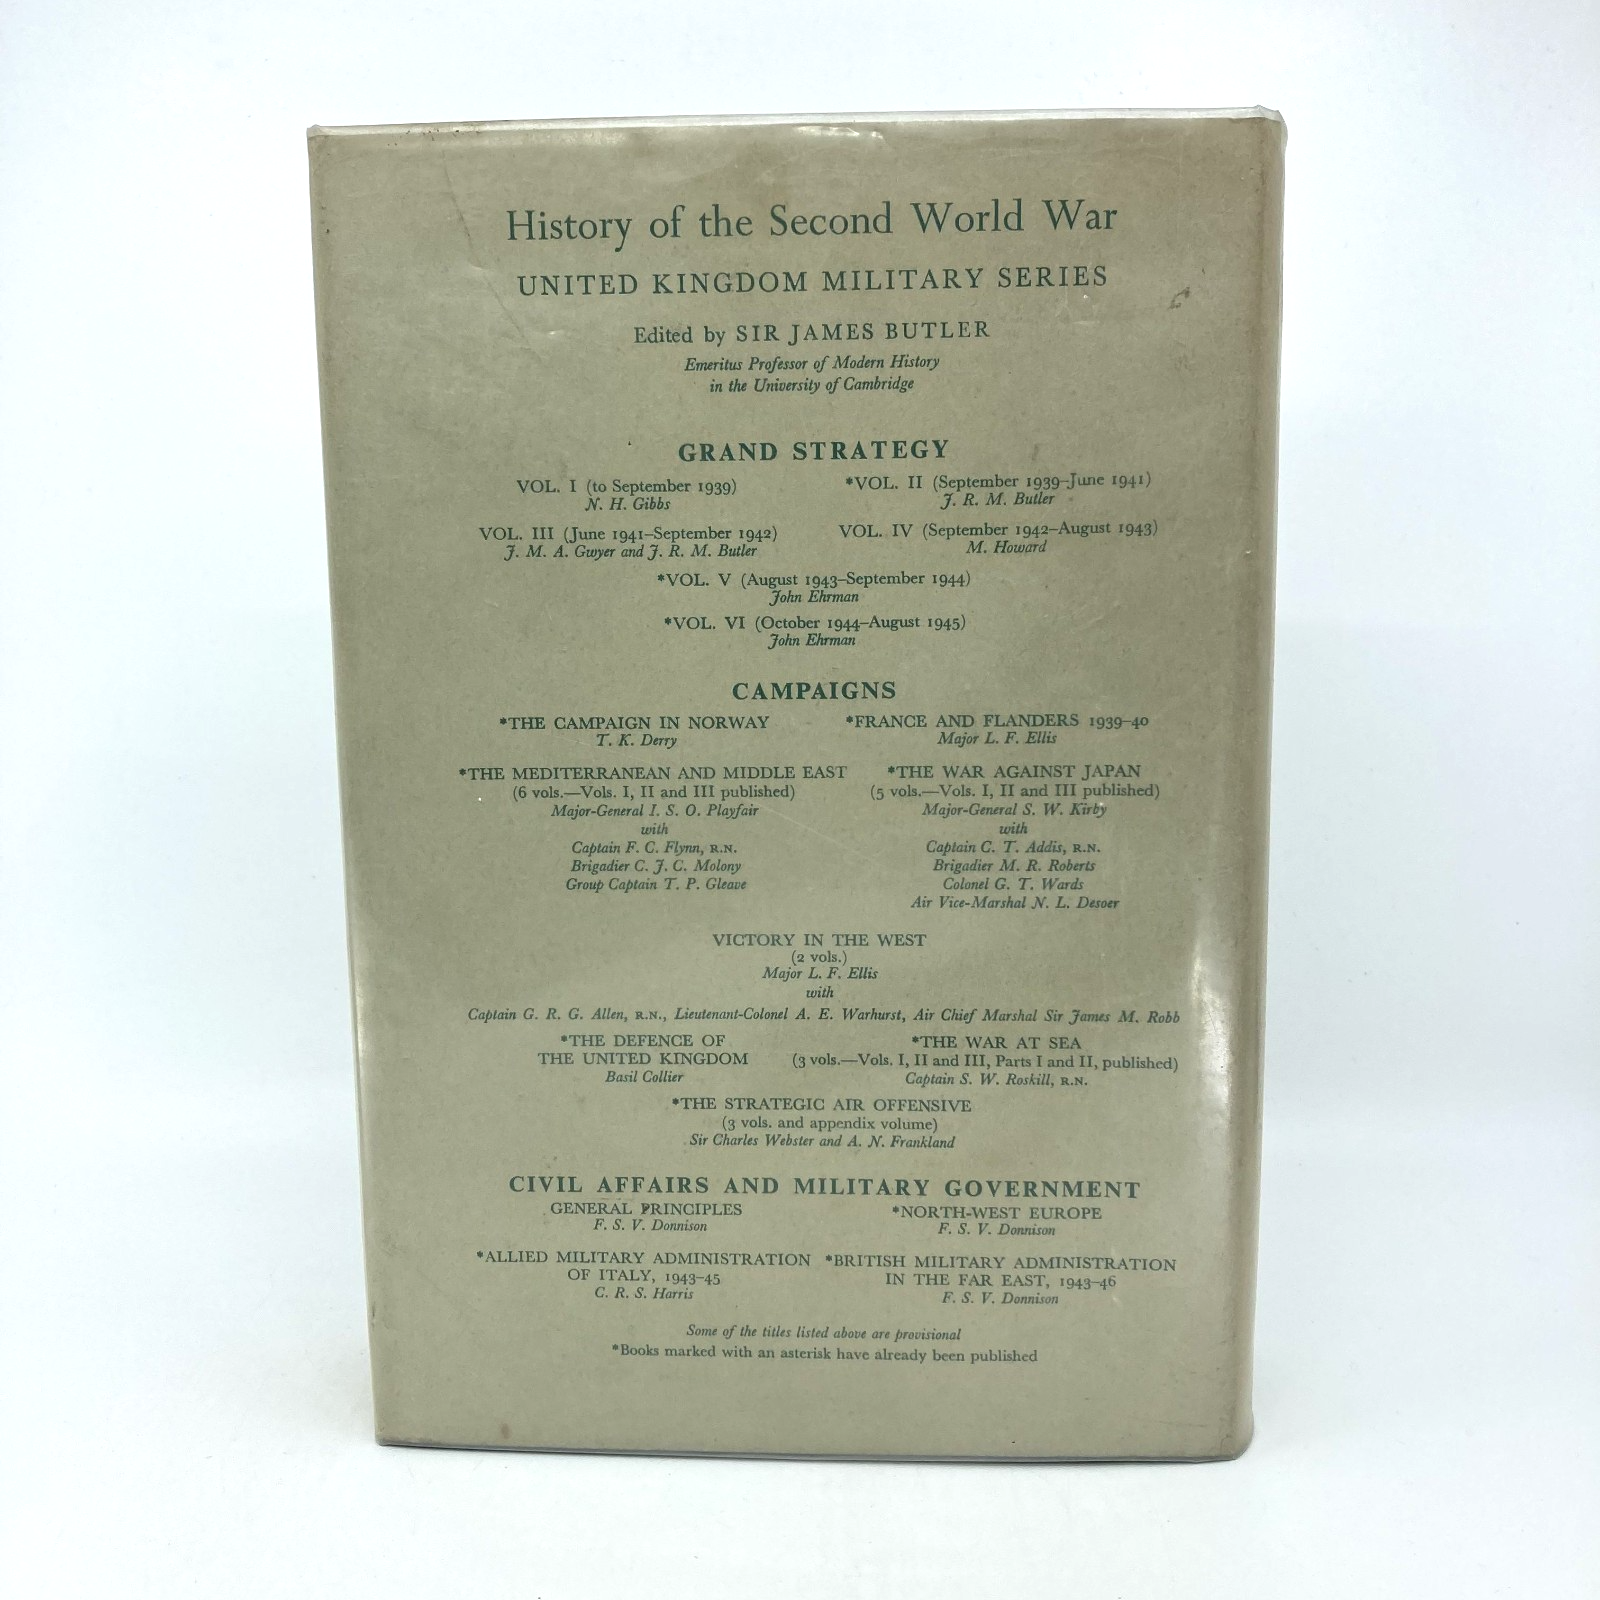 History of the Second World War
UNITED KINGDOM MILITARY SERIES
Edited by SIR JAMES BUTLER
Emeritus Professor of Modern History
in the University of Cambridge
GRAND STRATEGY
VOL. I (to September 1939)
N. H. Gibbs
*VOL. II (September 1939–June 1941)
J. R. M. Butler
VOL. III (June 1941–September 1942)
J. M. A. Gwyer and J. R. M. Butler
VOL. IV (September 1942–August 1943)
M. Howard
*VOL. V (August 1943–September 1944)
John Ehrman
*VOL. VI (October 1944–August 1945)
John Ehrman
CAMPAIGNS
*THE CAMPAIGN IN NORWAY
T. K. Derry
*FRANCE AND FLANDERS 1939–40
Major L. F. Ellis
*THE MEDITERRANEAN AND MIDDLE EAST
(6 vols.—Vols. I, II and III published)
Major-General I. S. O. Playfair
with
Captain F. C. Flynn, R.N.
Brigadier C. J. C. Molony
Group Captain T. P. Gleave
*THE WAR AGAINST JAPAN
(5 vols.—Vols. I, II and III published)
Major-General S. W. Kirby
with
Captain C. T. Addis, R.N.
Brigadier M. R. Roberts
Colonel G. T. Wards
Air Vice-Marshal N. L. Desoer
VICTORY IN THE WEST
(2 vols.)
Major L. F. Ellis
with
Captain G. R. G. Allen, R.N., Lieutenant-Colonel A. E. Warhurst, Air Chief Marshal Sir James M. Robb
*THE DEFENCE OF
THE UNITED KINGDOM
Basil Collier
*THE WAR AT SEA
(3 vols.—Vols. I, II and III, Parts I and II, published)
Captain S. W. Roskill, R.N.
*THE STRATEGIC AIR OFFENSIVE
(3 vols. and appendix volume)
Sir Charles Webster and A. N. Frankland
CIVIL AFFAIRS AND MILITARY GOVERNMENT
GENERAL PRINCIPLES
F. S. V. Donnison
*NORTH-WEST EUROPE
F. S. V. Donnison
*ALLIED MILITARY ADMINISTRATION
OF ITALY, 1943–45
C. R. S. Harris
*BRITISH MILITARY ADMINISTRATION
IN THE FAR EAST, 1943–46
F. S. V. Donnison
Some of the titles listed above are provisional
*Books marked with an asterisk have already been published